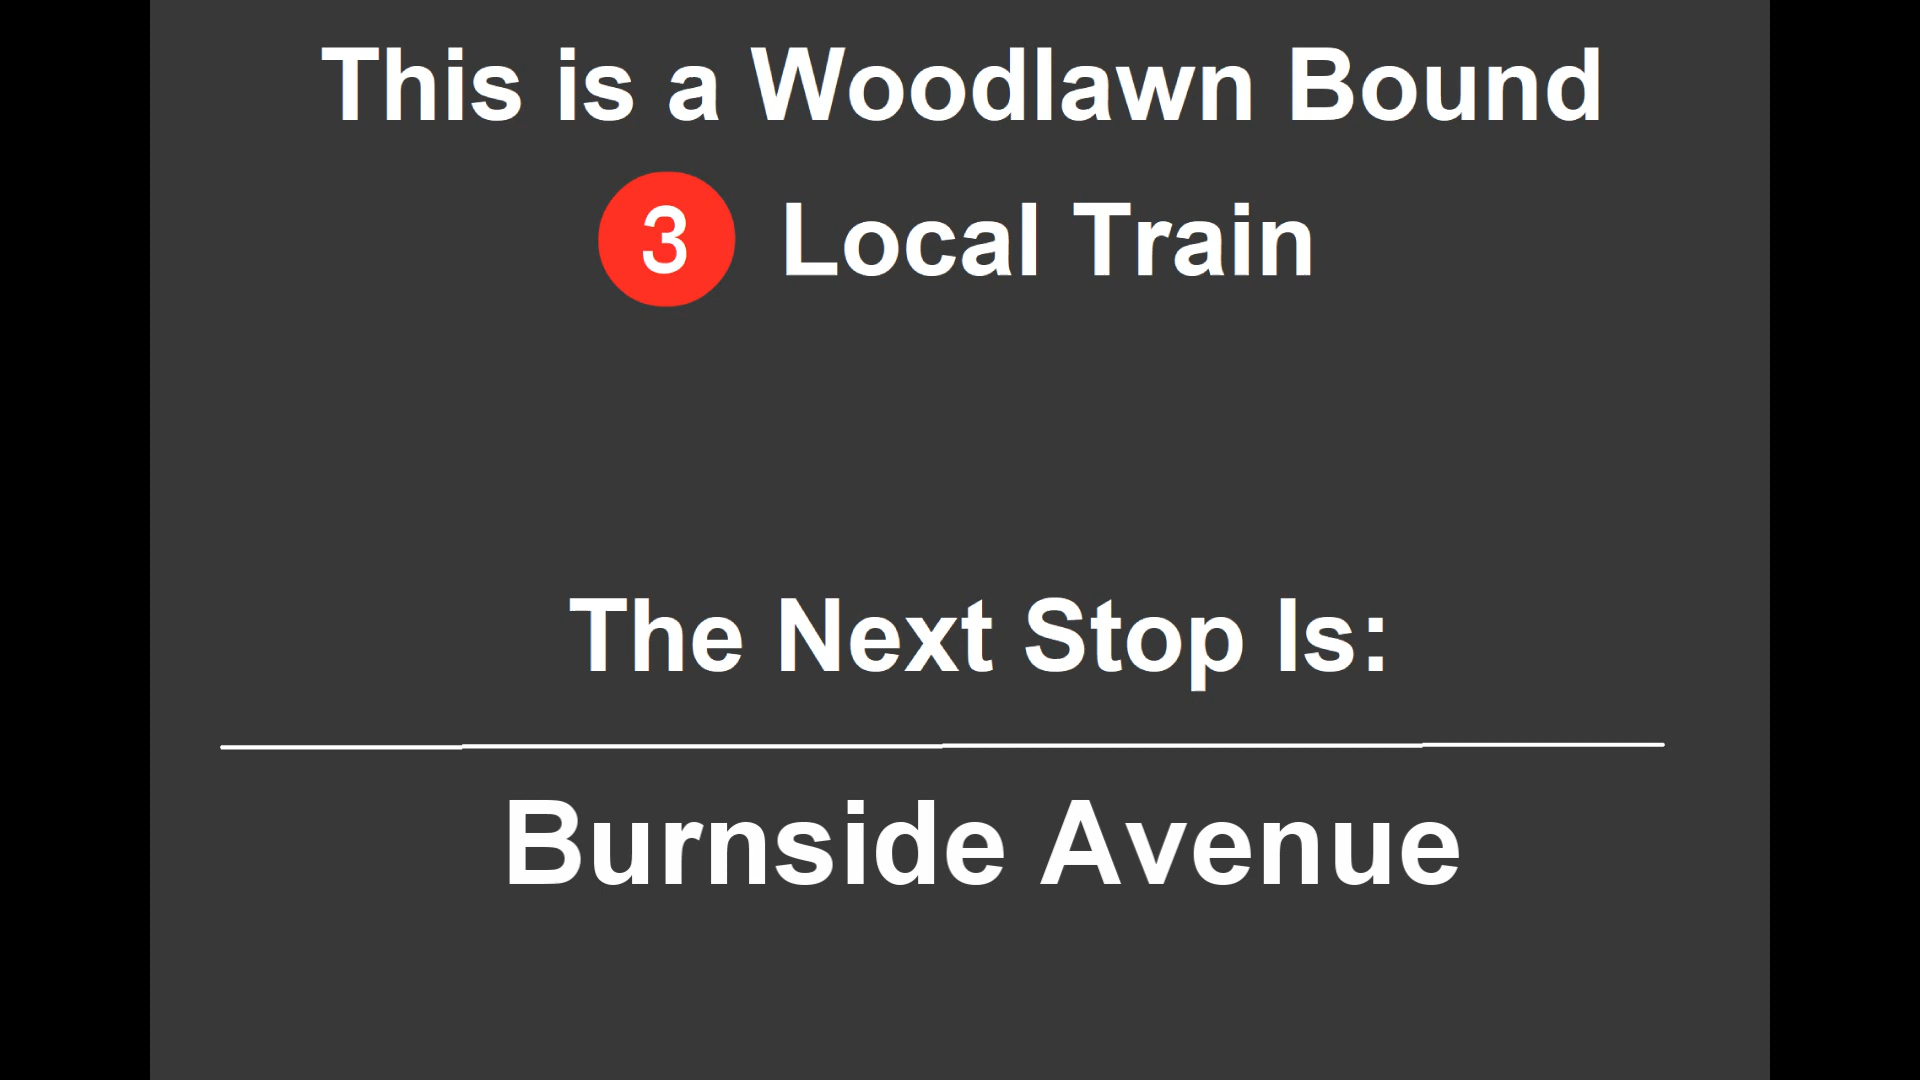 This is a Woodlawn Bound
3 Local Train
The Next Stop Is:
Burnside Avenue